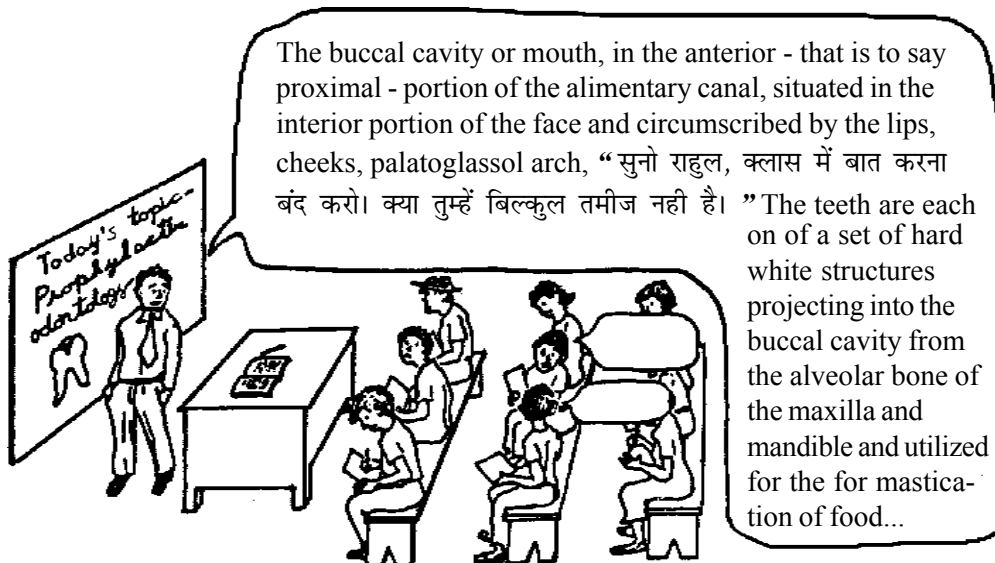 The buccal cavity or mouth, in the anterior - that is to say
proximal - portion of the alimentary canal, situated in the
interior portion of the face and circumscribed by the lips,
cheeks, palatoglassol arch, “ सुनो राहुल, क्लास में बात करना
बंद करो। क्या तुम्हें बिल्कुल तमीज नही है। ” The teeth are each
on of a set of hard
white structures
projecting into the
buccal cavity from
the alveolar bone of
the maxilla and
mandible and utilized
for the for mastica-
tion of food...
Today's topic-
Prophylactic
odontology